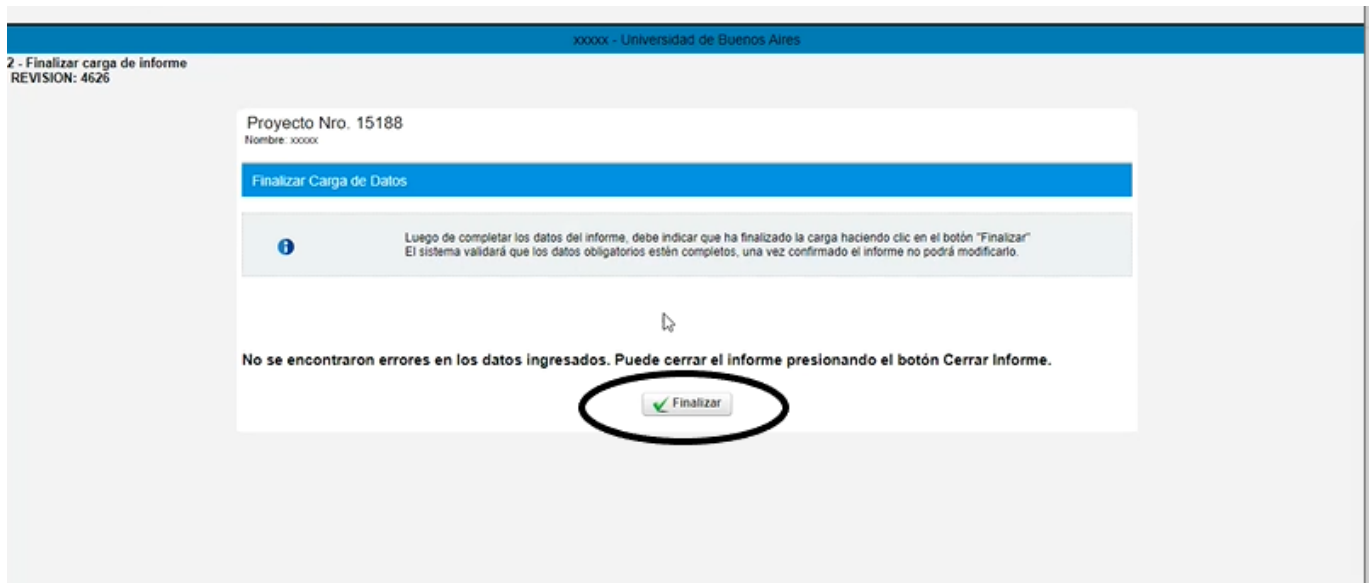 xxxxx - Universidad de Buenos Aires
2 - Finalizar carga de informe
REVISION: 4626
Proyecto Nro. 15188
Nombre: xxxxx
Finalizar Carga de Datos
Luego de completar los datos del informe, debe indicar que ha finalizado la carga haciendo clic en el botón "Finalizar"
El sistema validará que los datos obligatorios estén completos, una vez confirmado el informe no podrá modificarlo.
No se encontraron errores en los datos ingresados. Puede cerrar el informe presionando el botón Cerrar Informe.
Finalizar